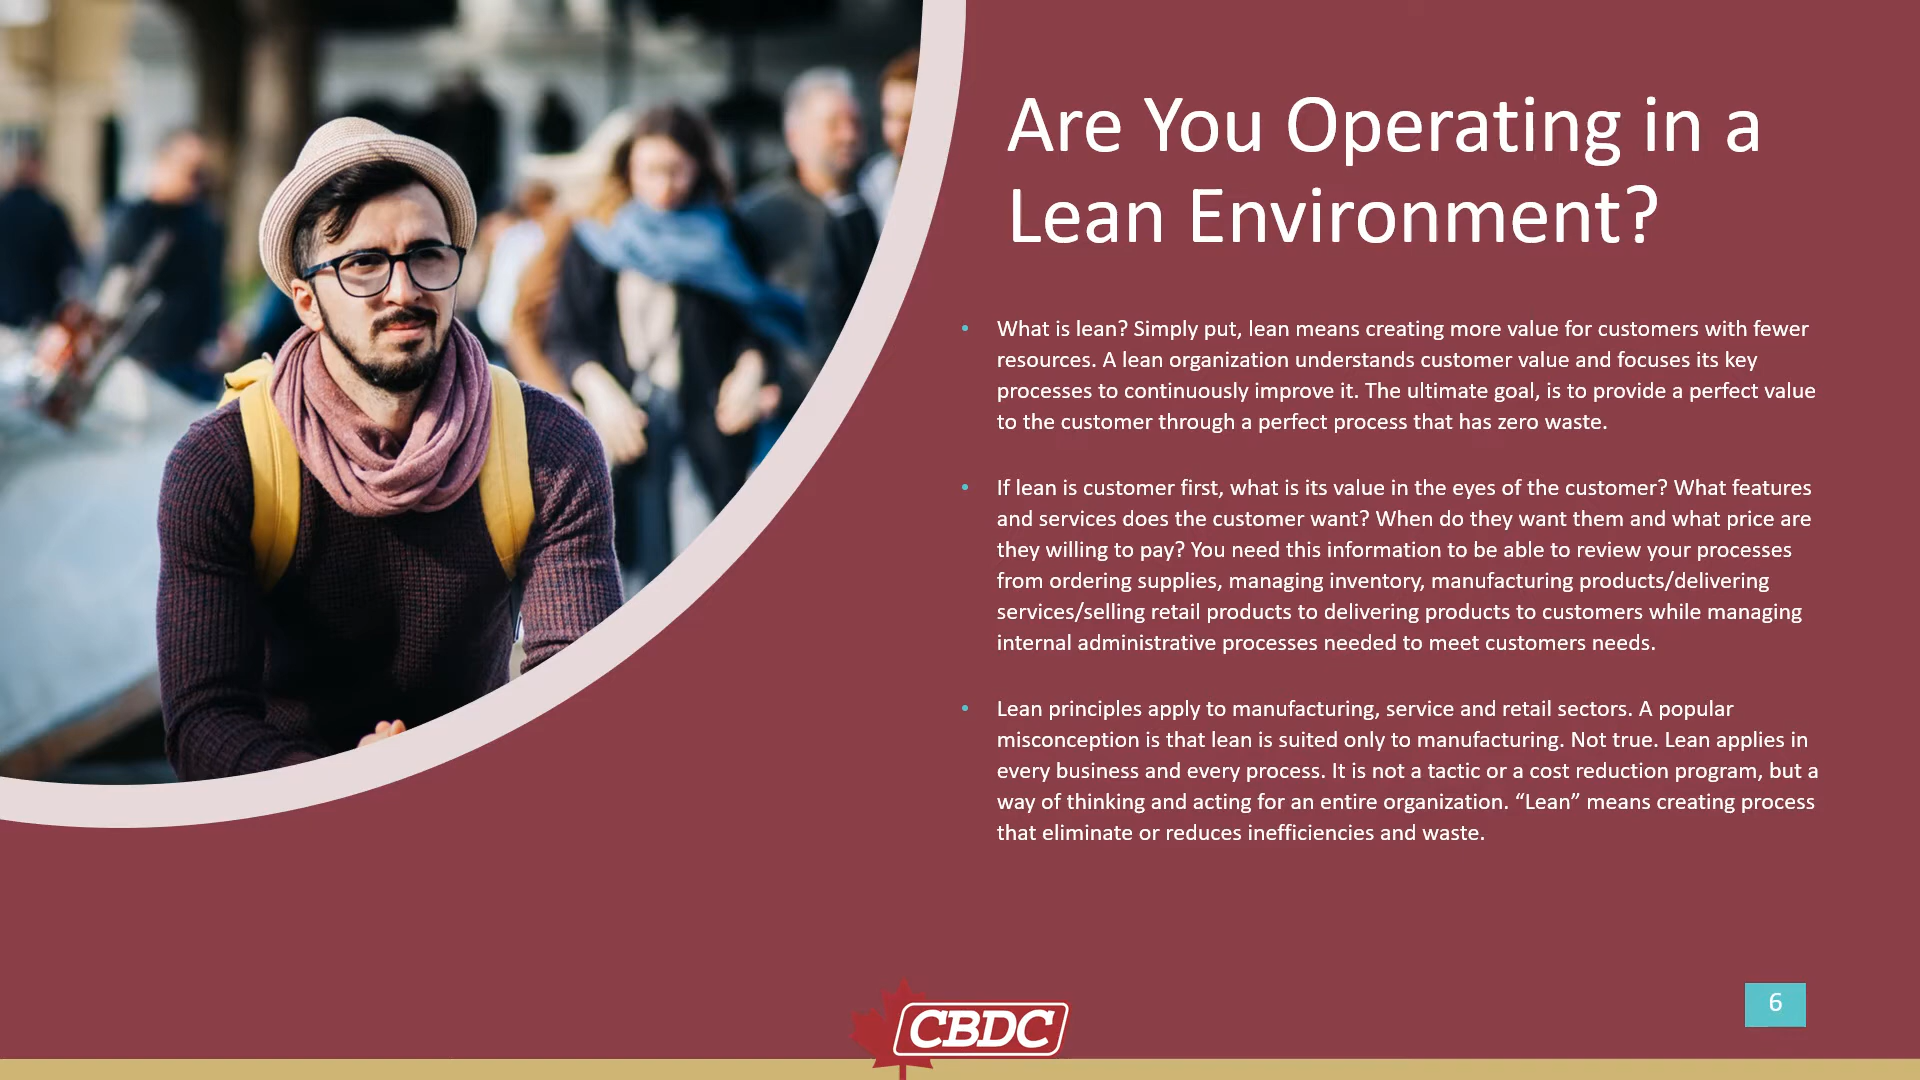 Are You Operating in a
Lean Environment?
• What is lean? Simply put, lean means creating more value for customers with fewer
resources. A lean organization understands customer value and focuses its key
processes to continuously improve it. The ultimate goal, is to provide a perfect value
to the customer through a perfect process that has zero waste.
• If lean is customer first, what is its value in the eyes of the customer? What features
and services does the customer want? When do they want them and what price are
they willing to pay? You need this information to be able to review your processes
from ordering supplies, managing inventory, manufacturing products/delivering
services/selling retail products to delivering products to customers while managing
internal administrative processes needed to meet customers needs.
• Lean principles apply to manufacturing, service and retail sectors. A popular
misconception is that lean is suited only to manufacturing. Not true. Lean applies in
every business and every process. It is not a tactic or a cost reduction program, but a
way of thinking and acting for an entire organization. “Lean” means creating process
that eliminate or reduces inefficiencies and waste.
CBDC
6